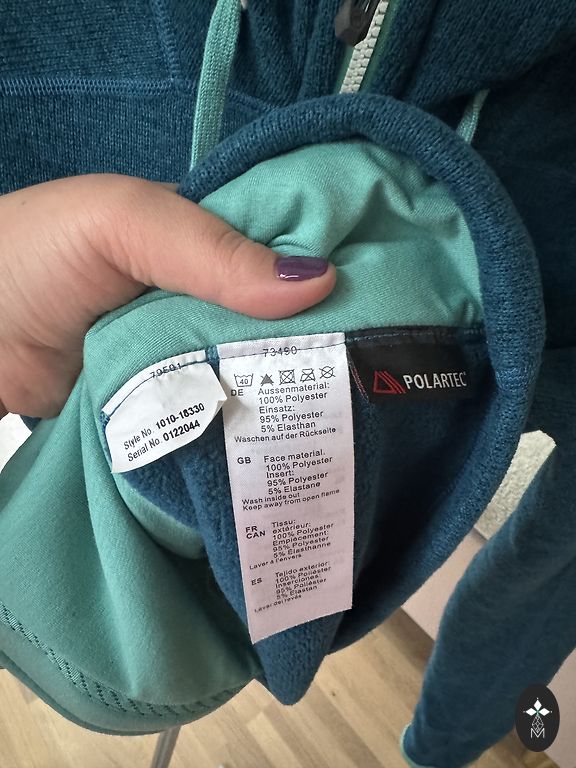 79501
Style No 1010-18330
Serial No 0122044
73490
40
DE Aussenmaterial:
100% Polyester
Einsatz:
95% Polyester
5% Elasthan
Waschen auf der Rückseite
GB Face material.
100% Polyester
Insert:
95% Polyester
5% Elastane
Wash inside out
Keep away from open flame
FR Tissu
CAN extérieur:
100% Polyester
Empiècement:
95% Polyester
5% Elasthanne
Laver à l'envers
ES Tejido exterior:
100% Poliéster
Inserciones:
95% Poliéster
5% Elastan
Lavar del revés
POLARTEC
M